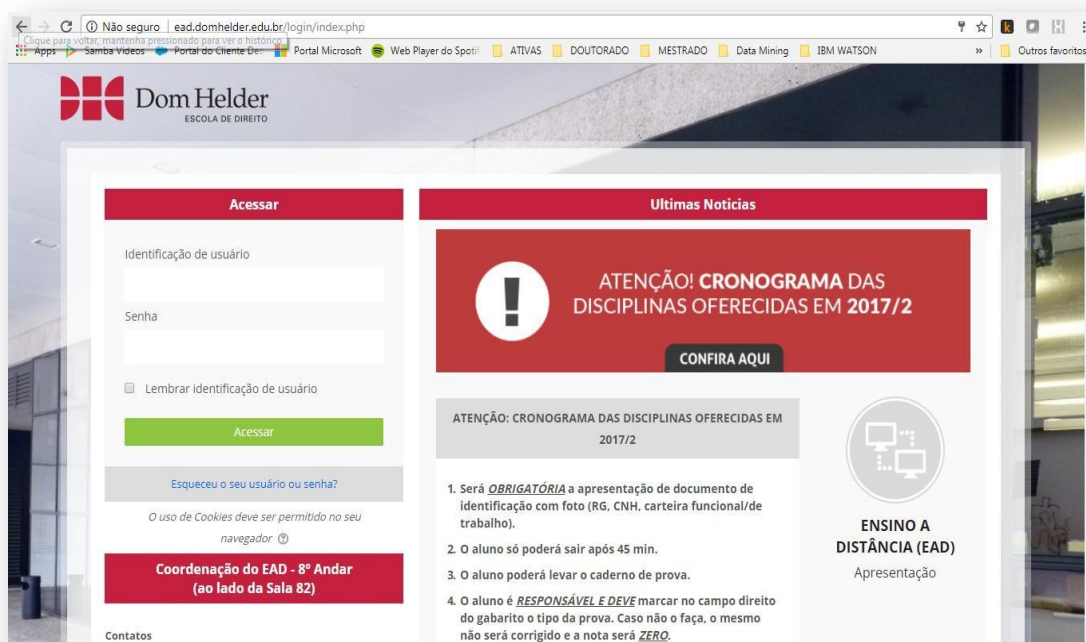 Não seguro | ead.domhelder.edu.br/login/index.php
Clique para voltar, mantenha pressionado para ver o histórico
Apps
Samba Videos
Portal do Cliente De
Portal Microsoft
Web Player do Spotif
ATIVAS
DOUTORADO
MESTRADO
Data Mining
IBM WATSON
»
Outros favoritos
Dom Helder
ESCOLA DE DIREITO
Acessar
Identificação de usuário
Senha
Lembrar identificação de usuário
Acessar
Esqueceu o seu usuário ou senha?
O uso de Cookies deve ser permitido no seu
navegador
Coordenação do EAD - 8º Andar
(ao lado da Sala 82)
Contatos
Ultimas Noticias
ATENÇÃO! CRONOGRAMA DAS
DISCIPLINAS OFERECIDAS EM 2017/2
CONFIRA AQUI
ATENÇÃO: CRONOGRAMA DAS DISCIPLINAS OFERECIDAS EM
2017/2
1. Será OBRIGATÓRIA a apresentação de documento de
identificação com foto (RG, CNH, carteira funcional/de
trabalho).
2. O aluno só poderá sair após 45 min.
3. O aluno poderá levar o caderno de prova.
4. O aluno é RESPONSÁVEL E DEVE marcar no campo direito
do gabarito o tipo da prova. Caso não o faça, o mesmo
não será corrigido e a nota será ZERO.
ENSINO A
DISTÂNCIA (EAD)
Apresentação